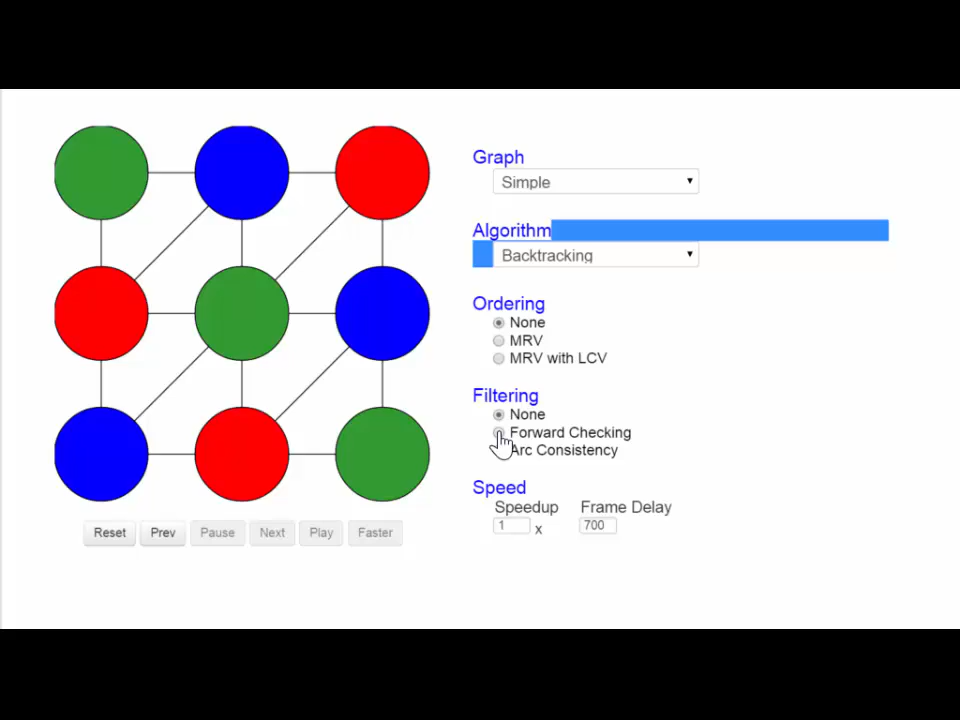 Graph
Simple
Algorithm
Backtracking
Ordering
None
MRV
MRV with LCV
Filtering
None
Forward Checking
Arc Consistency
Speed
Speedup Frame Delay
1 x 700
Reset Prev Pause Next Play Faster